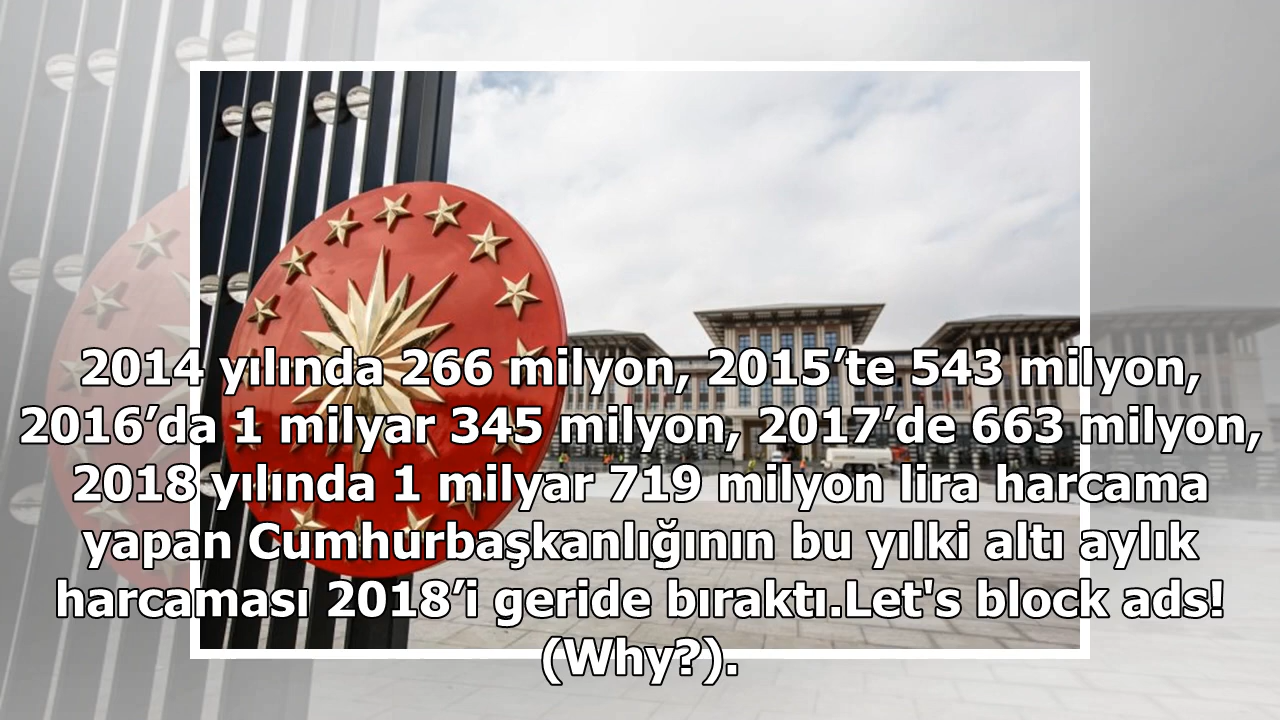 2014 yılında 266 milyon, 2015’te 543 milyon,
2016’da 1 milyar 345 milyon, 2017’de 663 milyon,
2018 yılında 1 milyar 719 milyon lira harcama
yapan Cumhurbaşkanlığının bu yılki altı aylık
harcaması 2018’i geride bıraktı.Let's block ads!
(Why?).